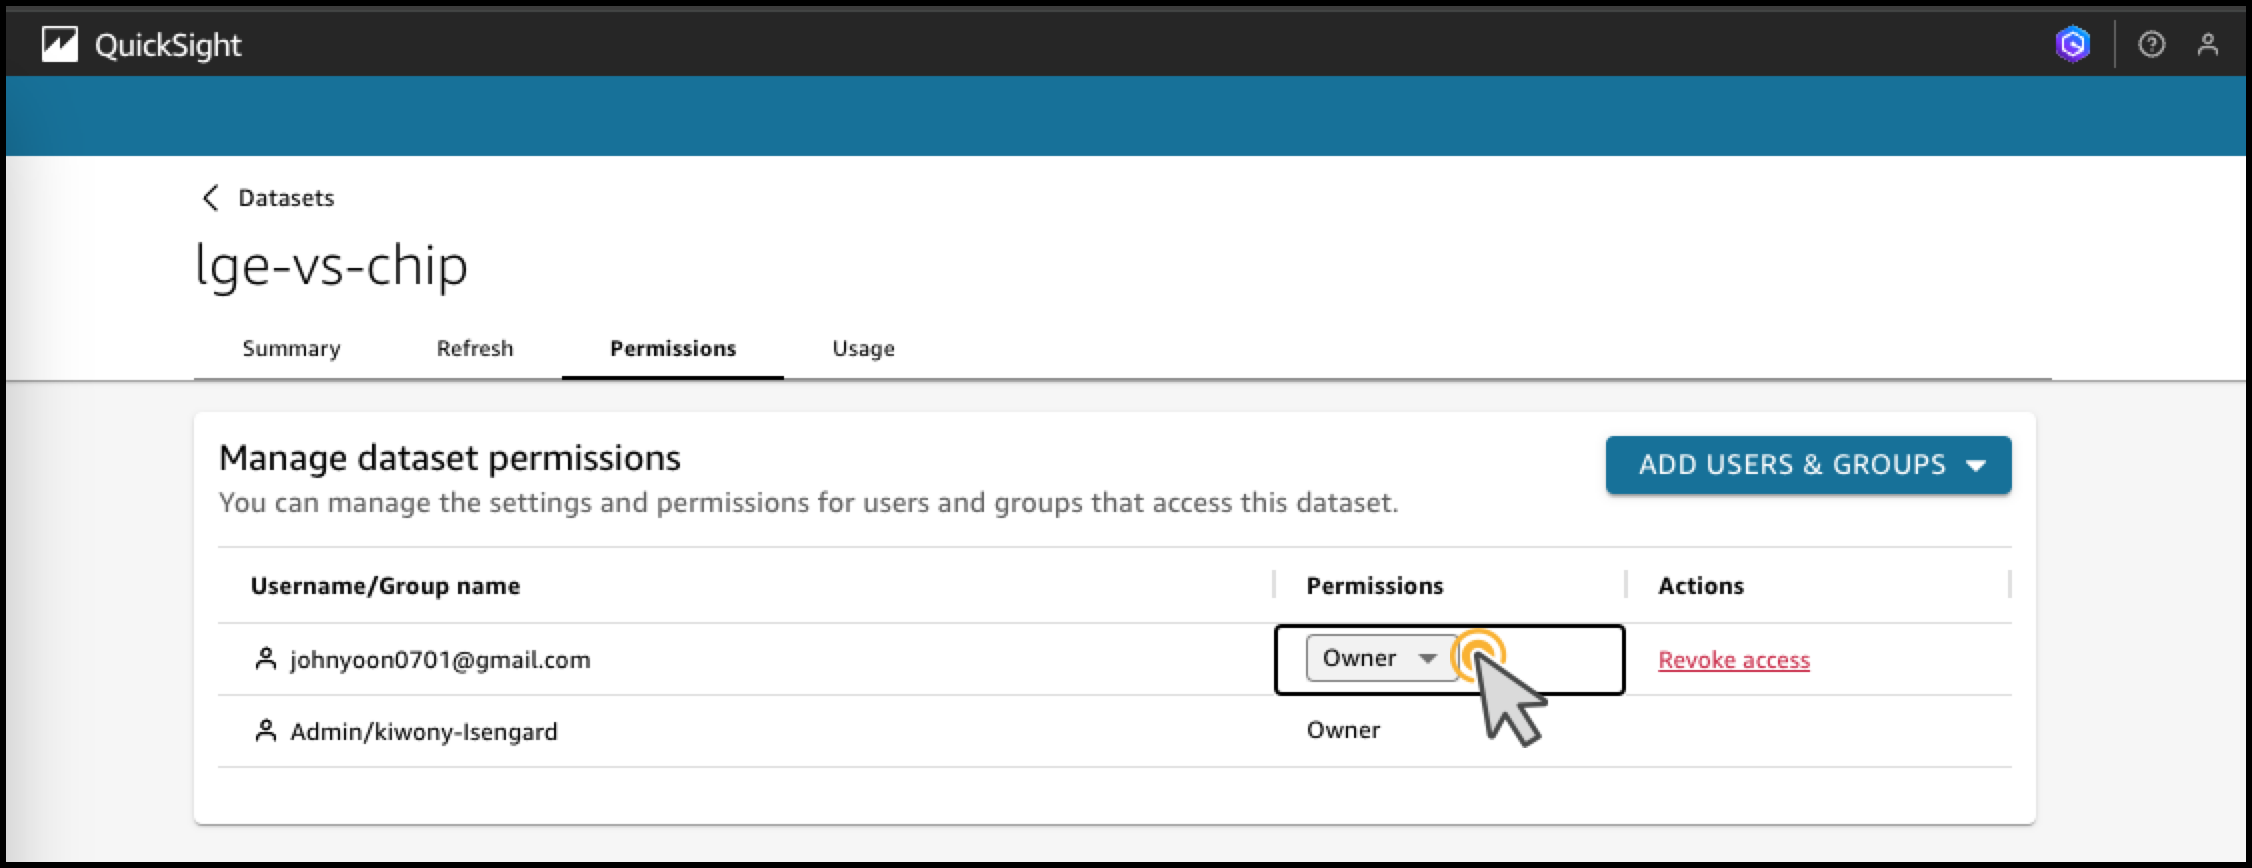 QuickSight
Datasets
lge-vs-chip
Summary Refresh Permissions Usage
Manage dataset permissions
ADD USERS & GROUPS
You can manage the settings and permissions for users and groups that access this dataset.
Username/Group name Permissions Actions
johnyoon0701@gmail.com Owner Revoke access
Admin/kiwony-Isengard Owner